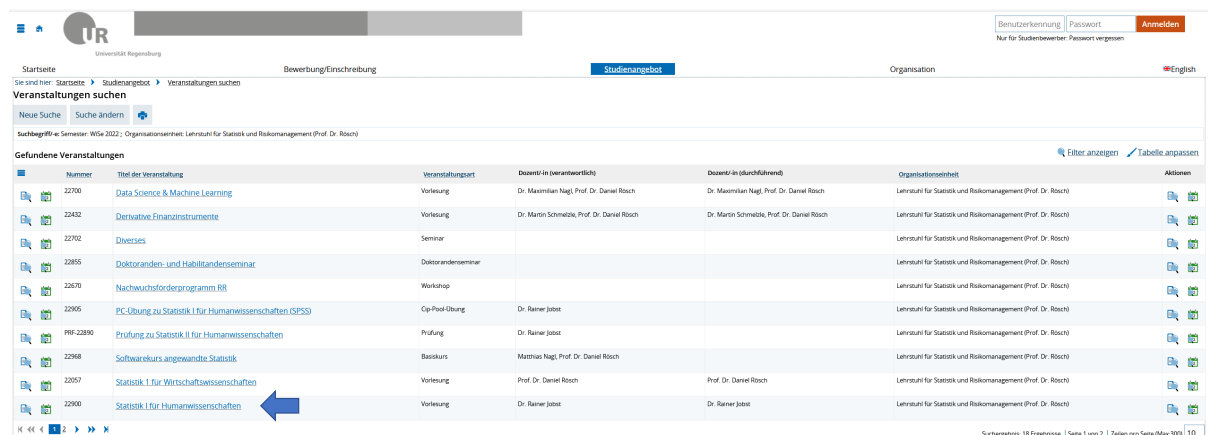 Benutzerkennung Passwort Anmelden
Nur für Studienbewerber: Passwort vergessen
UR
Universität Regensburg
Startseite Bewerbung/Einschreibung Studienangebot Organisation English
Sie sind hier: Startseite Studienangebot Veranstaltungen suchen
Veranstaltungen suchen
Neue Suche Suche ändern
Suchbegriff/-e: Semester: WiSe 2022 ; Organisationseinheit: Lehrstuhl für Statistik und Risikomanagement (Prof. Dr. Rösch)
Gefundene Veranstaltungen Filter anzeigen Tabelle anpassen
Nummer Titel der Veranstaltung Veranstaltungsart Dozent/-in (verantwortlich) Dozent/-in (durchführend) Organisationseinheit Aktionen
22700 Data Science & Machine Learning Vorlesung Dr. Maximilian Nagl, Prof. Dr. Daniel Rösch Dr. Maximilian Nagl, Prof. Dr. Daniel Rösch Lehrstuhl für Statistik und Risikomanagement (Prof. Dr. Rösch)
22432 Derivative Finanzinstrumente Vorlesung Dr. Martin Schmelzle, Prof. Dr. Daniel Rösch Dr. Martin Schmelzle, Prof. Dr. Daniel Rösch Lehrstuhl für Statistik und Risikomanagement (Prof. Dr. Rösch)
22702 Diverses Seminar Lehrstuhl für Statistik und Risikomanagement (Prof. Dr. Rösch)
22855 Doktoranden- und Habilitandenseminar Doktorandenseminar Lehrstuhl für Statistik und Risikomanagement (Prof. Dr. Rösch)
22670 Nachwuchsförderprogramm RR Workshop Lehrstuhl für Statistik und Risikomanagement (Prof. Dr. Rösch)
22905 PC-Übung zu Statistik I für Humanwissenschaften (SPSS) Cip-Pool-Übung Dr. Rainer Jobst Lehrstuhl für Statistik und Risikomanagement (Prof. Dr. Rösch)
PRF-22890 Prüfung zu Statistik II für Humanwissenschaften Prüfung Dr. Rainer Jobst Lehrstuhl für Statistik und Risikomanagement (Prof. Dr. Rösch)
22968 Softwarekurs angewandte Statistik Basiskurs Matthias Nagl, Prof. Dr. Daniel Rösch Lehrstuhl für Statistik und Risikomanagement (Prof. Dr. Rösch)
22057 Statistik 1 für Wirtschaftswissenschaften Vorlesung Prof. Dr. Daniel Rösch Prof. Dr. Daniel Rösch Lehrstuhl für Statistik und Risikomanagement (Prof. Dr. Rösch)
22900 Statistik I für Humanwissenschaften Vorlesung Dr. Rainer Jobst Dr. Rainer Jobst Lehrstuhl für Statistik und Risikomanagement (Prof. Dr. Rösch)
1 2 Suchergebnis: 18 Ergebnisse | Seite 1 von 2 | Zeilen pro Seite (Max:300) 10